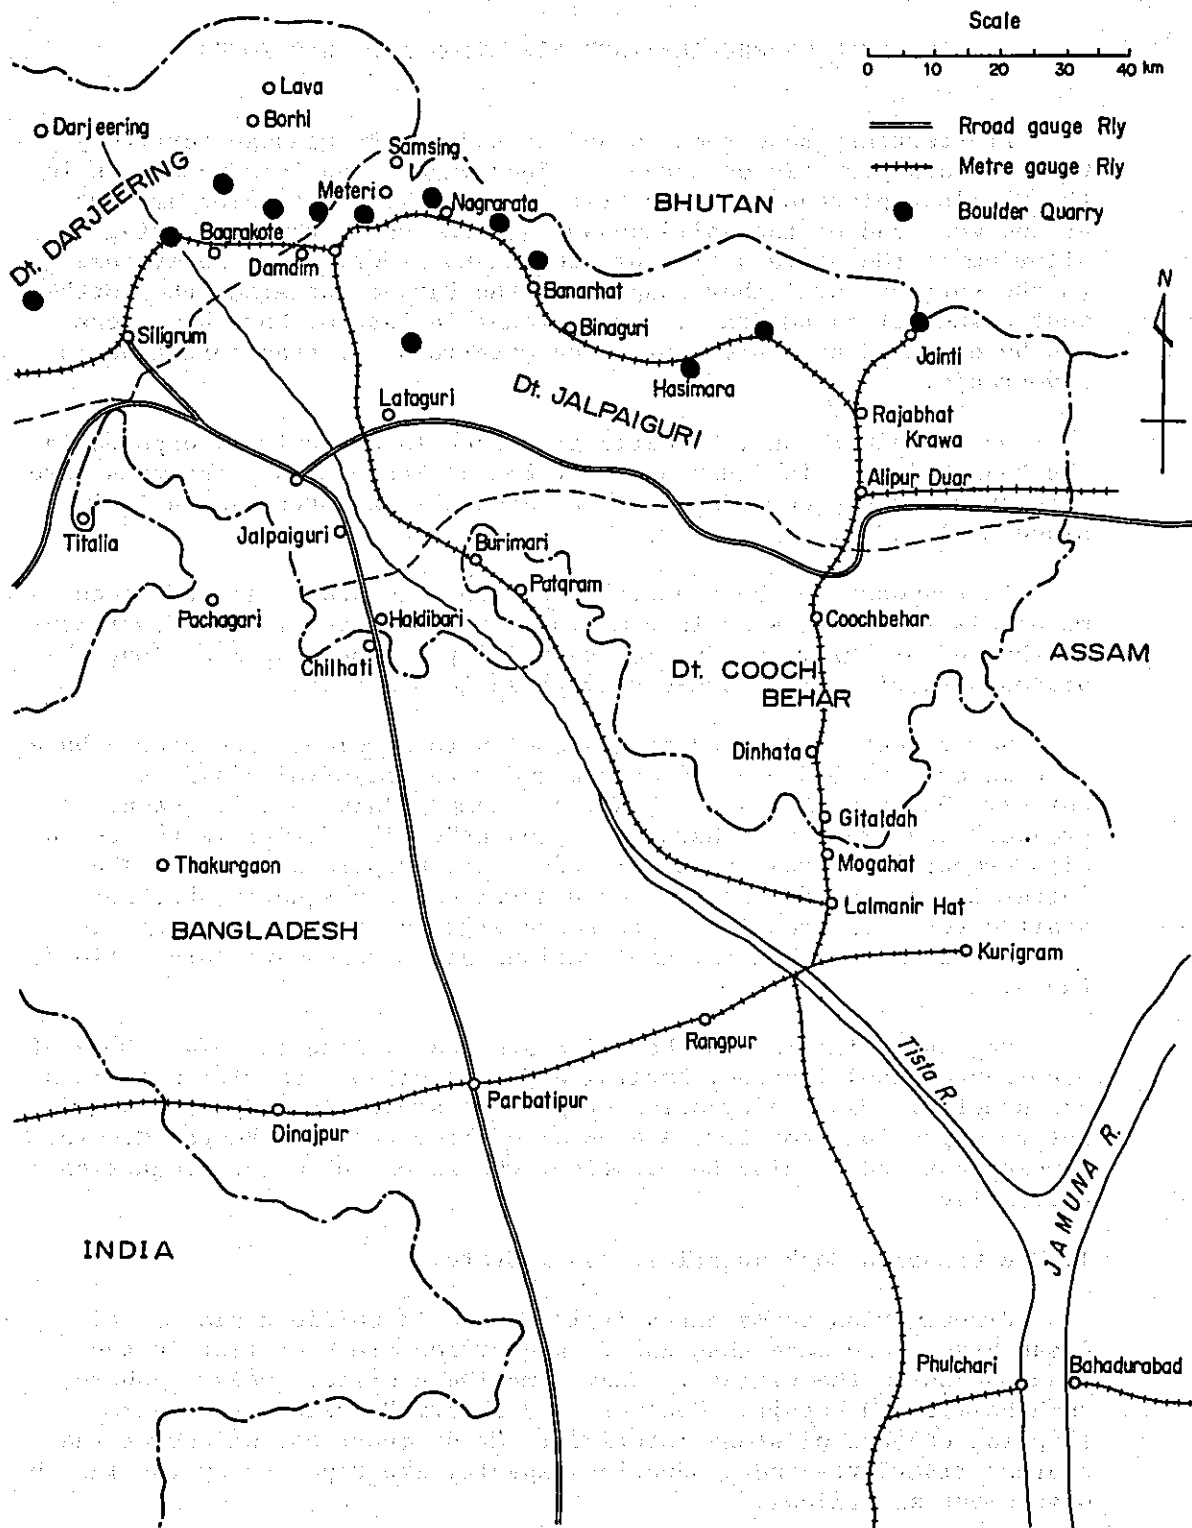 Scale
0 10 20 30 40 km
Rroad gauge Rly
Metre gauge Rly
Boulder Quarry
N
Lava
Borhi
Darjeering
Samsing
Dt. DARJEERING
Meteri
Nagrarata
BHUTAN
Bagrakote
Damdim
Banarhat
Siligrum
Binaguri
Jainti
Hasimara
Dt. JALPAIGURI
Lataguri
Rajabhat
Krawa
Alipur Duar
Titalia
Jalpaiguri
Burimari
Patgram
Pachagari
Haldibari
Coochbehar
Chilhati
ASSAM
Dt. COOCH
BEHAR
Dinhata
Gitaldah
Mogahat
Thakurgaon
Lalmanir Hat
BANGLADESH
Kurigram
Rangpur
Tista R.
Parbatipur
Dinajpur
JAMUNA R.
INDIA
Phulchari
Bahadurabad